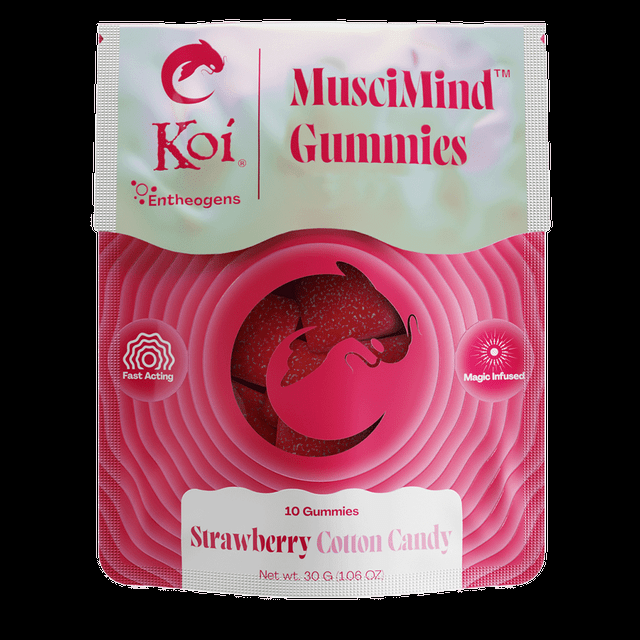 Koi®
Entheogens
MusciMind™
Gummies
Fast Acting
Magic Infused
10 Gummies
Strawberry Cotton Candy
Net wt. 30 G (1.06 OZ)